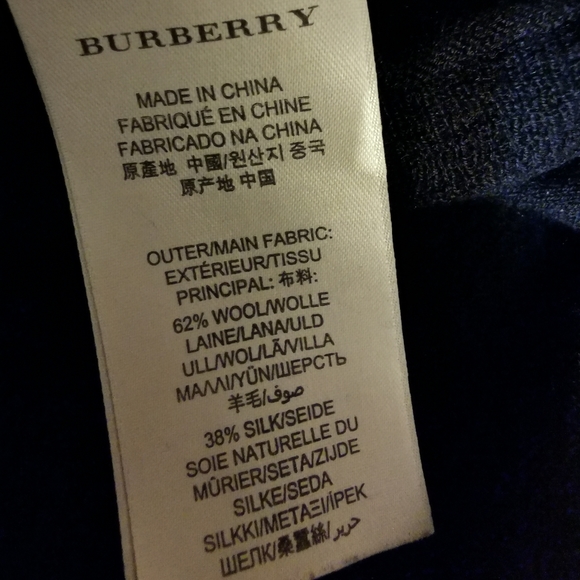 BURBERRY
MADE IN CHINA
FABRIQUÉ EN CHINE
FABRICADO NA CHINA
原產地 中國/원산지 중국
原产地 中国
OUTER/MAIN FABRIC:
EXTÉRIEUR/TISSU
PRINCIPAL: 布料:
62% WOOL/WOLLE
LAINE/LANA/ULD
ULL/WOL/LÃ/VILLA
ΜΑΛΛΙ/YÜN/ШЕРСТЬ
羊毛/صوف
38% SILK/SEIDE
SOIE NATURELLE DU
MÛRIER/SETA/ZIJDE
SILKE/SEDA
SILKKI/ΜΕΤΑΞΙ/İPEK
ШЕЛК/桑蠶絲/حرير